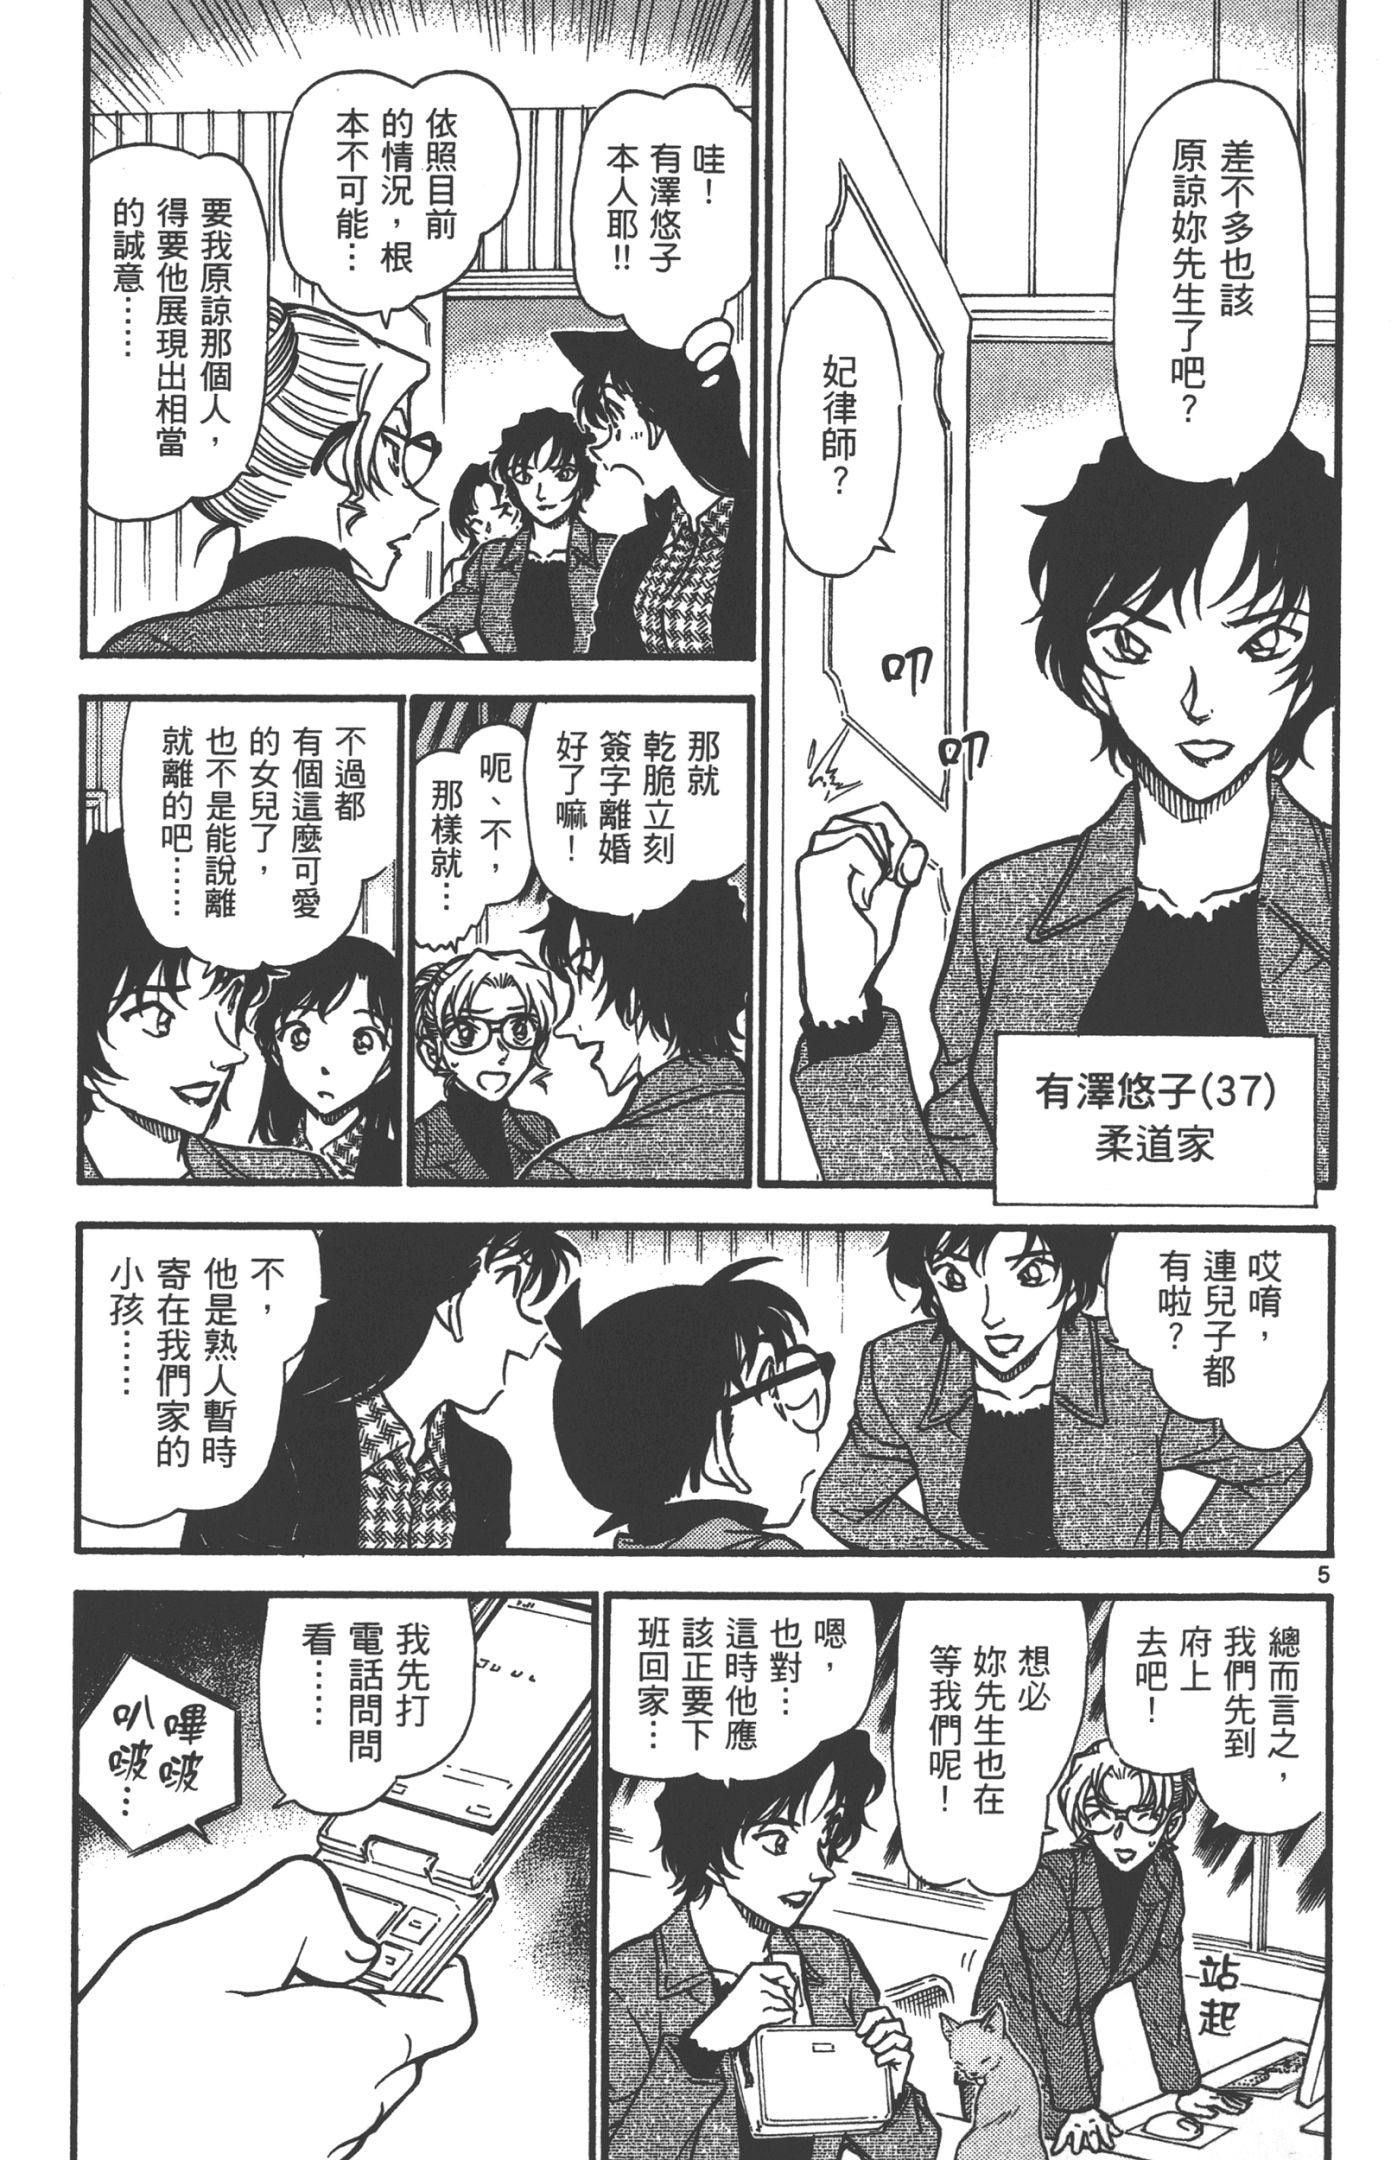 差不多也該
原諒妳先生了吧？
妃律師？
叩
叩
有澤悠子(37)
柔道家
哇！
有澤悠子
本人耶!!
依照目前
的情況，根
本不可能…
要我原諒那個人，
得要他展現出相當
的誠意……
那就
乾脆立刻
簽字離婚
好了嘛！
呃、不，
那樣就…
不過都
有個這麼可愛
的女兒了，
也不是能說離
就離的吧……
哎唷，
連兒子都
有啦？
不，
他是熟人暫時
寄在我們家的
小孩……
5
總而言之，
我們先到
府上
去吧！
站起
想必
妳先生也在
等我們呢！
嗯，
也對…
這時他應
該正要下
班回家…
我先打
電話問問
看……
嗶啵
叭啵…